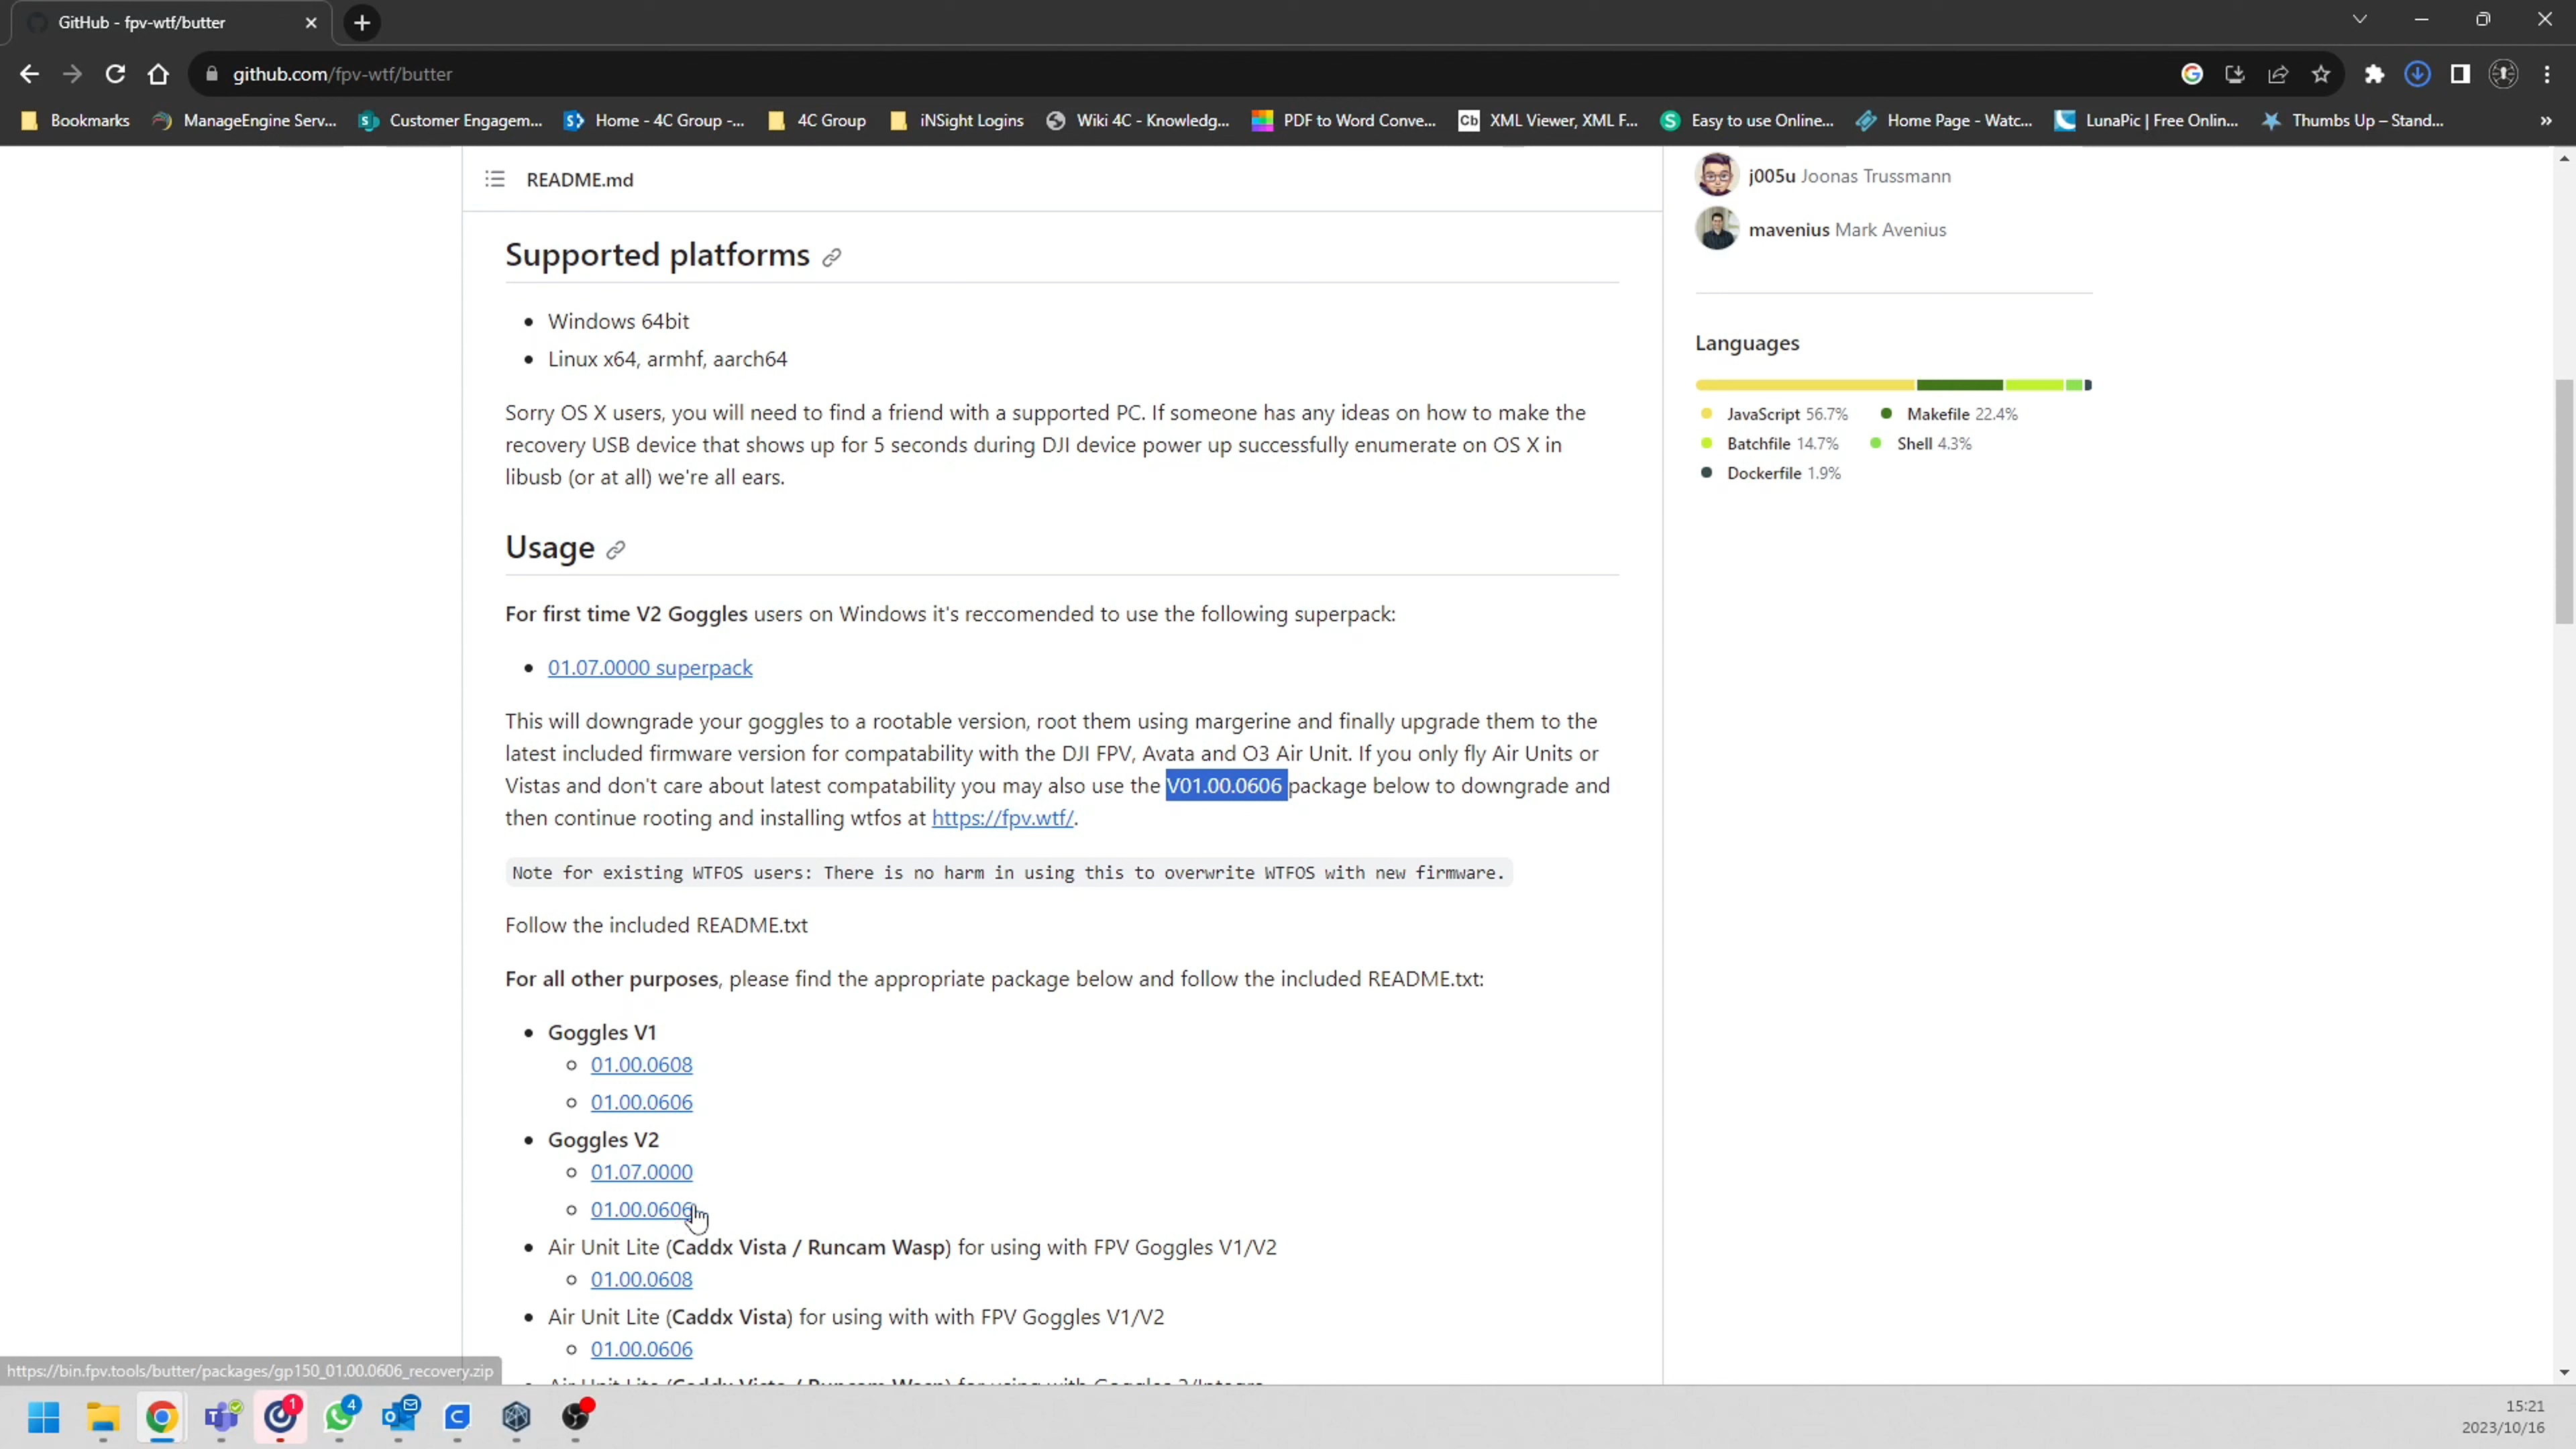 GitHub - fpv-wtf/butter
github.com/fpv-wtf/butter
Bookmarks ManageEngine Serv... Customer Engagem... Home - 4C Group -... 4C Group iNSight Logins Wiki 4C - Knowledg... PDF to Word Conve... Cb XML Viewer, XML F... Easy to use Online... Home Page - Watc... LunaPic | Free Onlin... Thumbs Up – Stand... »
README.md
j005u Joonas Trussmann
mavenius Mark Avenius
Supported platforms
Windows 64bit
Linux x64, armhf, aarch64
Sorry OS X users, you will need to find a friend with a supported PC. If someone has any ideas on how to make the
recovery USB device that shows up for 5 seconds during DJI device power up successfully enumerate on OS X in
libusb (or at all) we're all ears.
Languages
JavaScript 56.7% Makefile 22.4%
Batchfile 14.7% Shell 4.3%
Dockerfile 1.9%
Usage
For first time V2 Goggles users on Windows it's reccomended to use the following superpack:
01.07.0000 superpack
This will downgrade your goggles to a rootable version, root them using margerine and finally upgrade them to the
latest included firmware version for compatability with the DJI FPV, Avata and O3 Air Unit. If you only fly Air Units or
Vistas and don't care about latest compatability you may also use the V01.00.0606 package below to downgrade and
then continue rooting and installing wtfos at https://fpv.wtf/.
Note for existing WTFOS users: There is no harm in using this to overwrite WTFOS with new firmware.
Follow the included README.txt
For all other purposes, please find the appropriate package below and follow the included README.txt:
Goggles V1
01.00.0608
01.00.0606
Goggles V2
01.07.0000
01.00.0606
Air Unit Lite (Caddx Vista / Runcam Wasp) for using with FPV Goggles V1/V2
01.00.0608
Air Unit Lite (Caddx Vista) for using with with FPV Goggles V1/V2
01.00.0606
Air Unit Lite (Caddx Vista / Runcam Wasp) for using with Goggles 2/Integra
https://bin.fpv.tools/butter/packages/gp150_01.00.0606_recovery.zip
1
4
15:21
2023/10/16